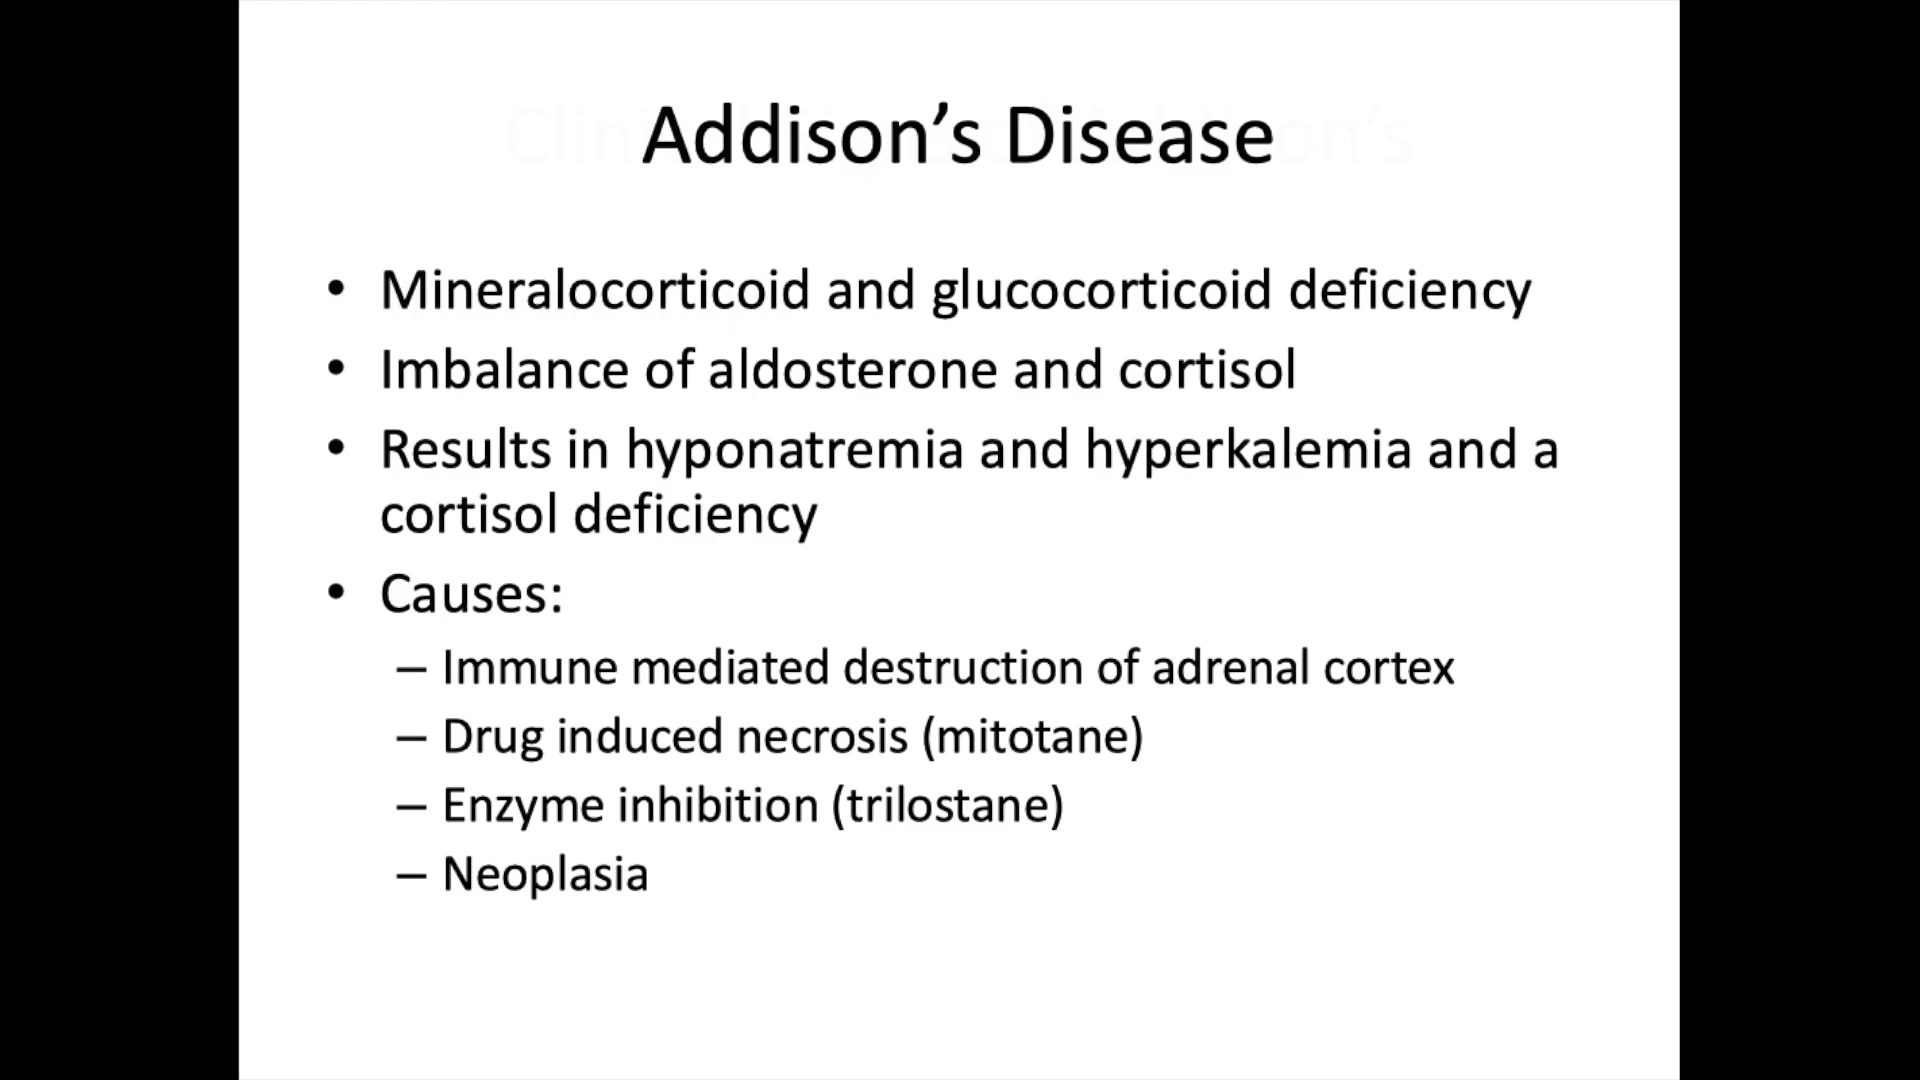 Addison’s Disease
• Mineralocorticoid and glucocorticoid deficiency
• Imbalance of aldosterone and cortisol
• Results in hyponatremia and hyperkalemia and a
cortisol deficiency
• Causes:
– Immune mediated destruction of adrenal cortex
– Drug induced necrosis (mitotane)
– Enzyme inhibition (trilostane)
– Neoplasia